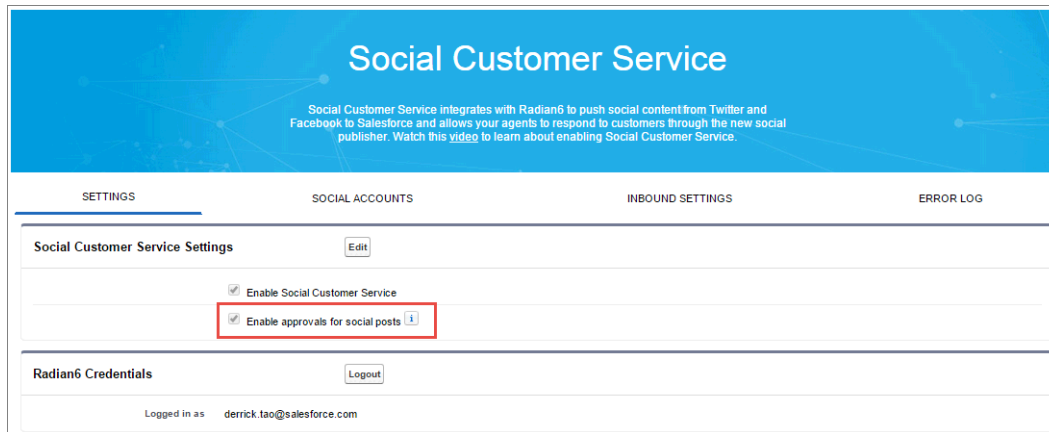 Social Customer Service
Social Customer Service integrates with Radian6 to push social content from Twitter and
Facebook to Salesforce and allows your agents to respond to customers through the new social
publisher. Watch this video to learn about enabling Social Customer Service.
SETTINGS SOCIAL ACCOUNTS INBOUND SETTINGS ERROR LOG
Social Customer Service Settings Edit
Enable Social Customer Service
Enable approvals for social posts i
Radian6 Credentials Logout
Logged in as derrick.tao@salesforce.com